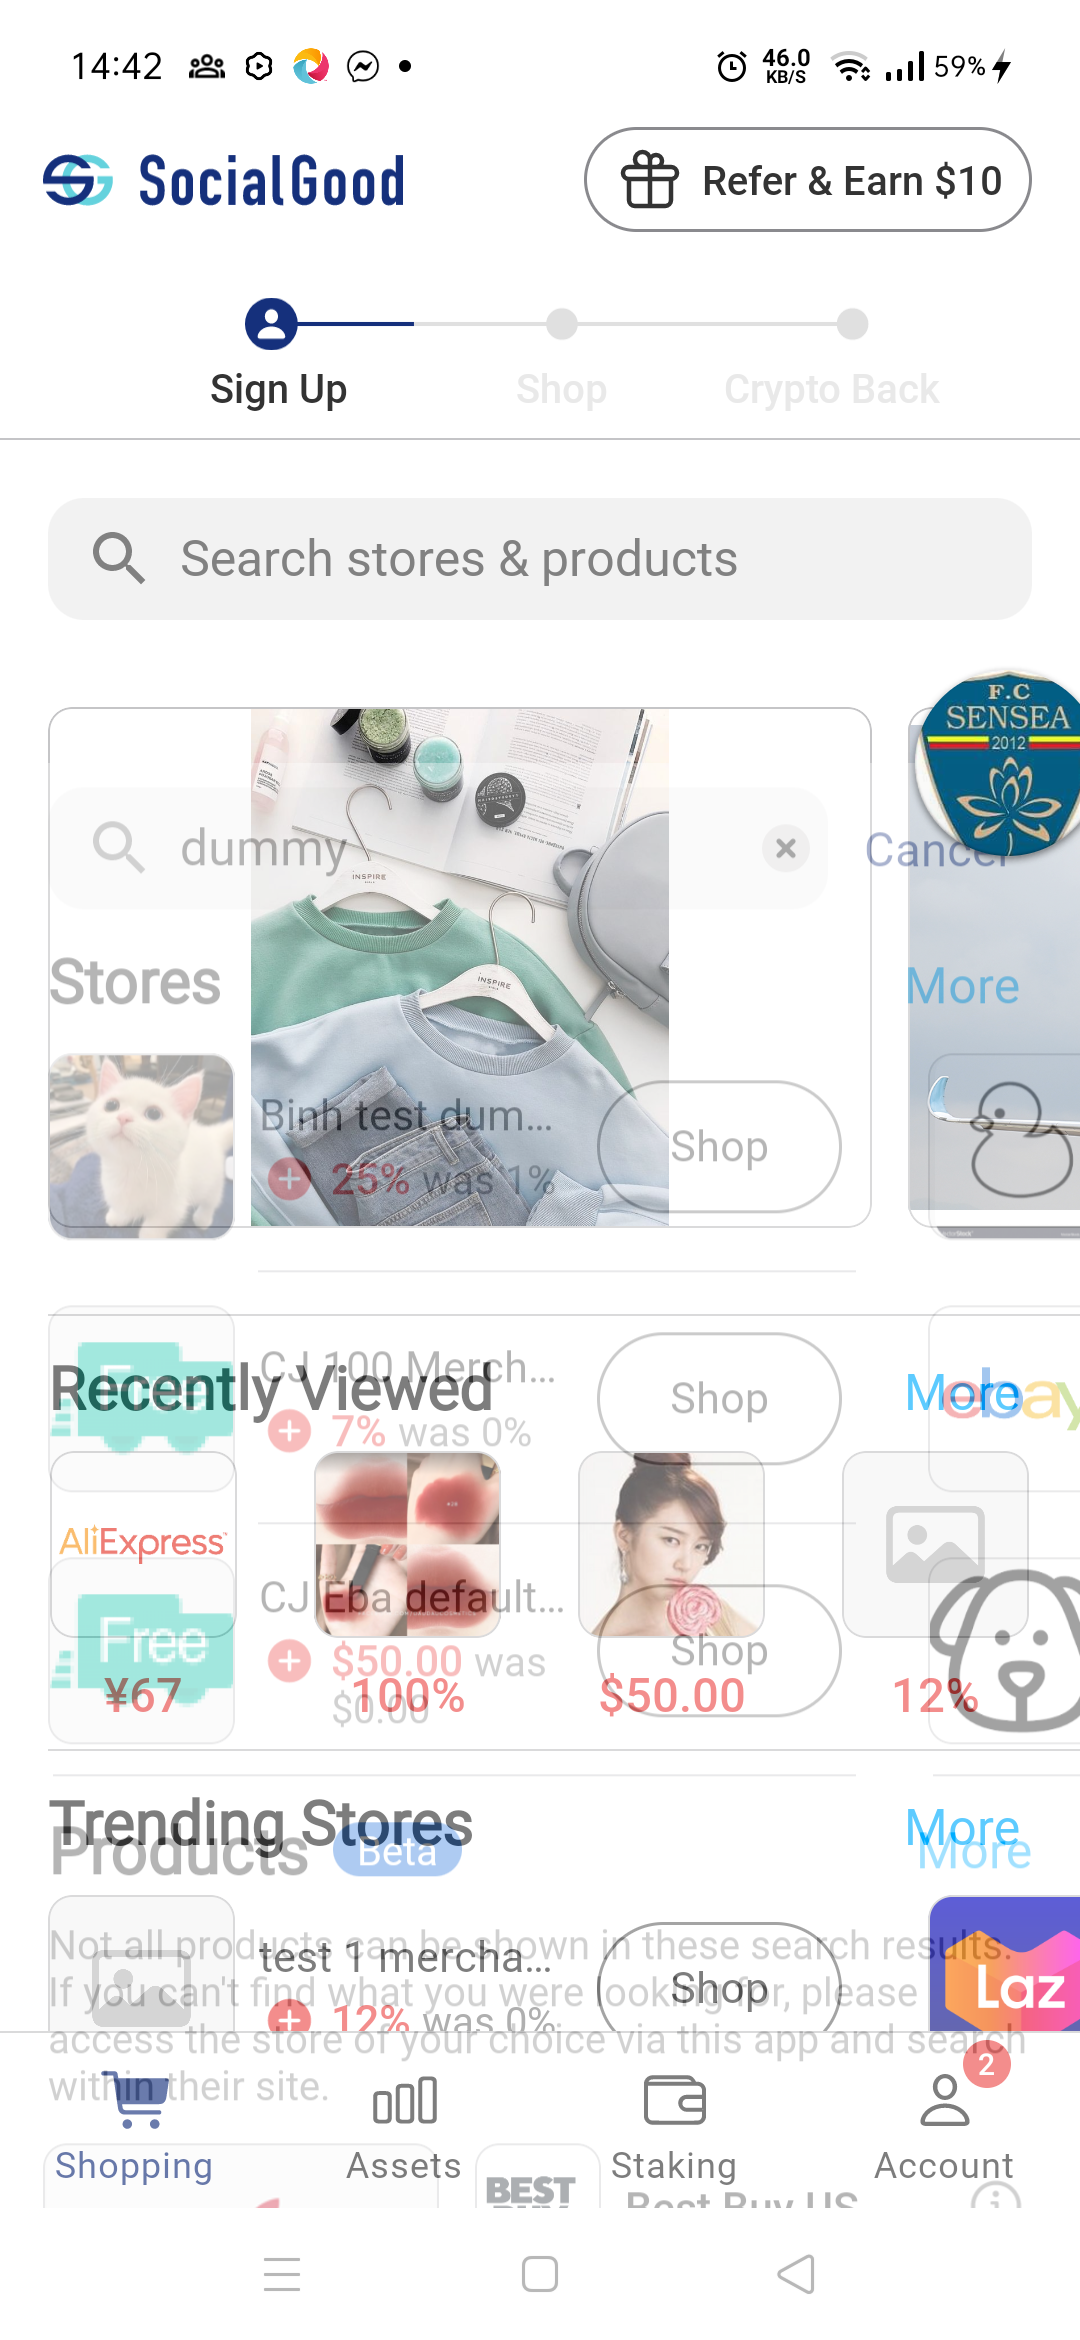 14:42
46.0
KB/S
59%
SocialGood
Refer & Earn $10
Sign Up
Shop
Crypto Back
Search stores & products
F.C
SENSEA
2012
dummy
Cancel
INSPIRE
Stores
More
INSPIRE
Binh test dum...
25% was 1%
Shop
CJ 100 Merch...
7% was 0%
Shop
Free
Recently Viewed
More
ebay
AliExpress
CJ Eba default...
$50.00 was
$0.00
Shop
Free
¥67
100%
$50.00
12%
Trending Stores
More
Products
Beta
More
test 1 mercha...
12% was 0%
Shop
Laz
Not all products can be shown in these search results.
If you can't find what you were looking for, please
access the store of your choice via this app and search
within their site.
2
Shopping
Assets
Staking
Account
BEST
BUY
Best Buy US